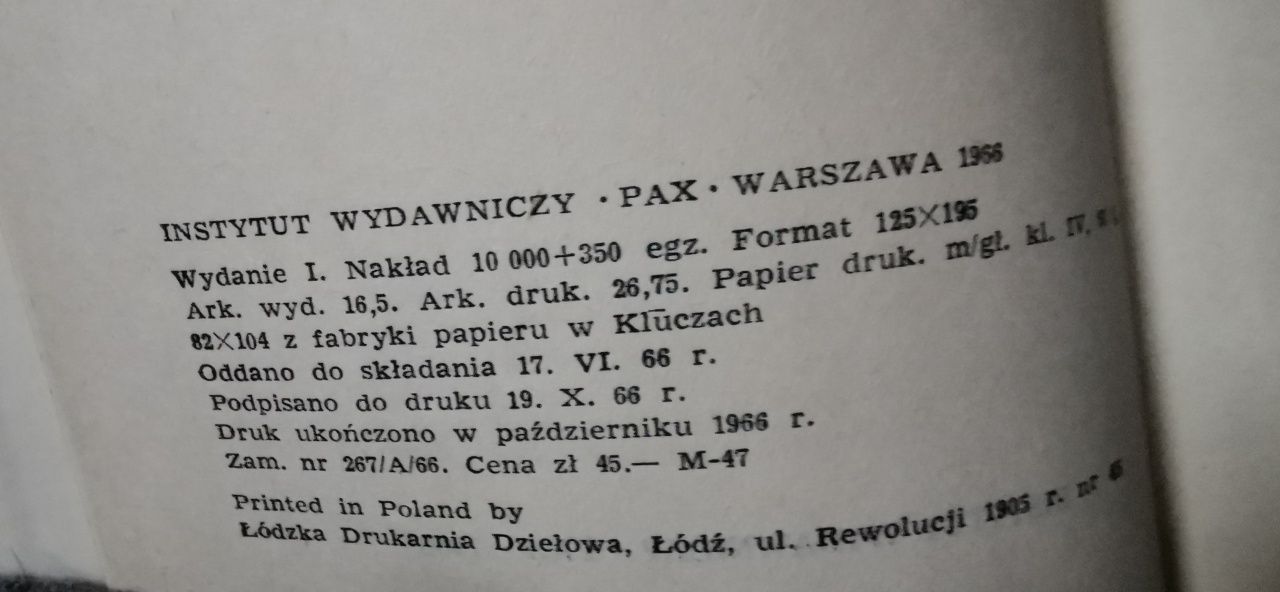 INSTYTUT WYDAWNICZY · PAX · WARSZAWA 1966
Wydanie I. Nakład 10 000+350 egz. Format 125×195
Ark. wyd. 16,5. Ark. druk. 26,75. Papier druk. m/gł. kl. IV,
82×104 z fabryki papieru w Kluczach
Oddano do składania 17. VI. 66 r.
Podpisano do druku 19. X. 66 r.
Druk ukończono w październiku 1966 r.
Zam. nr 267/A/66. Cena zł 45.— M-47
Printed in Poland by
Łódzka Drukarnia Dziełowa, Łódź, ul. Rewolucji 1905 r. nr 6